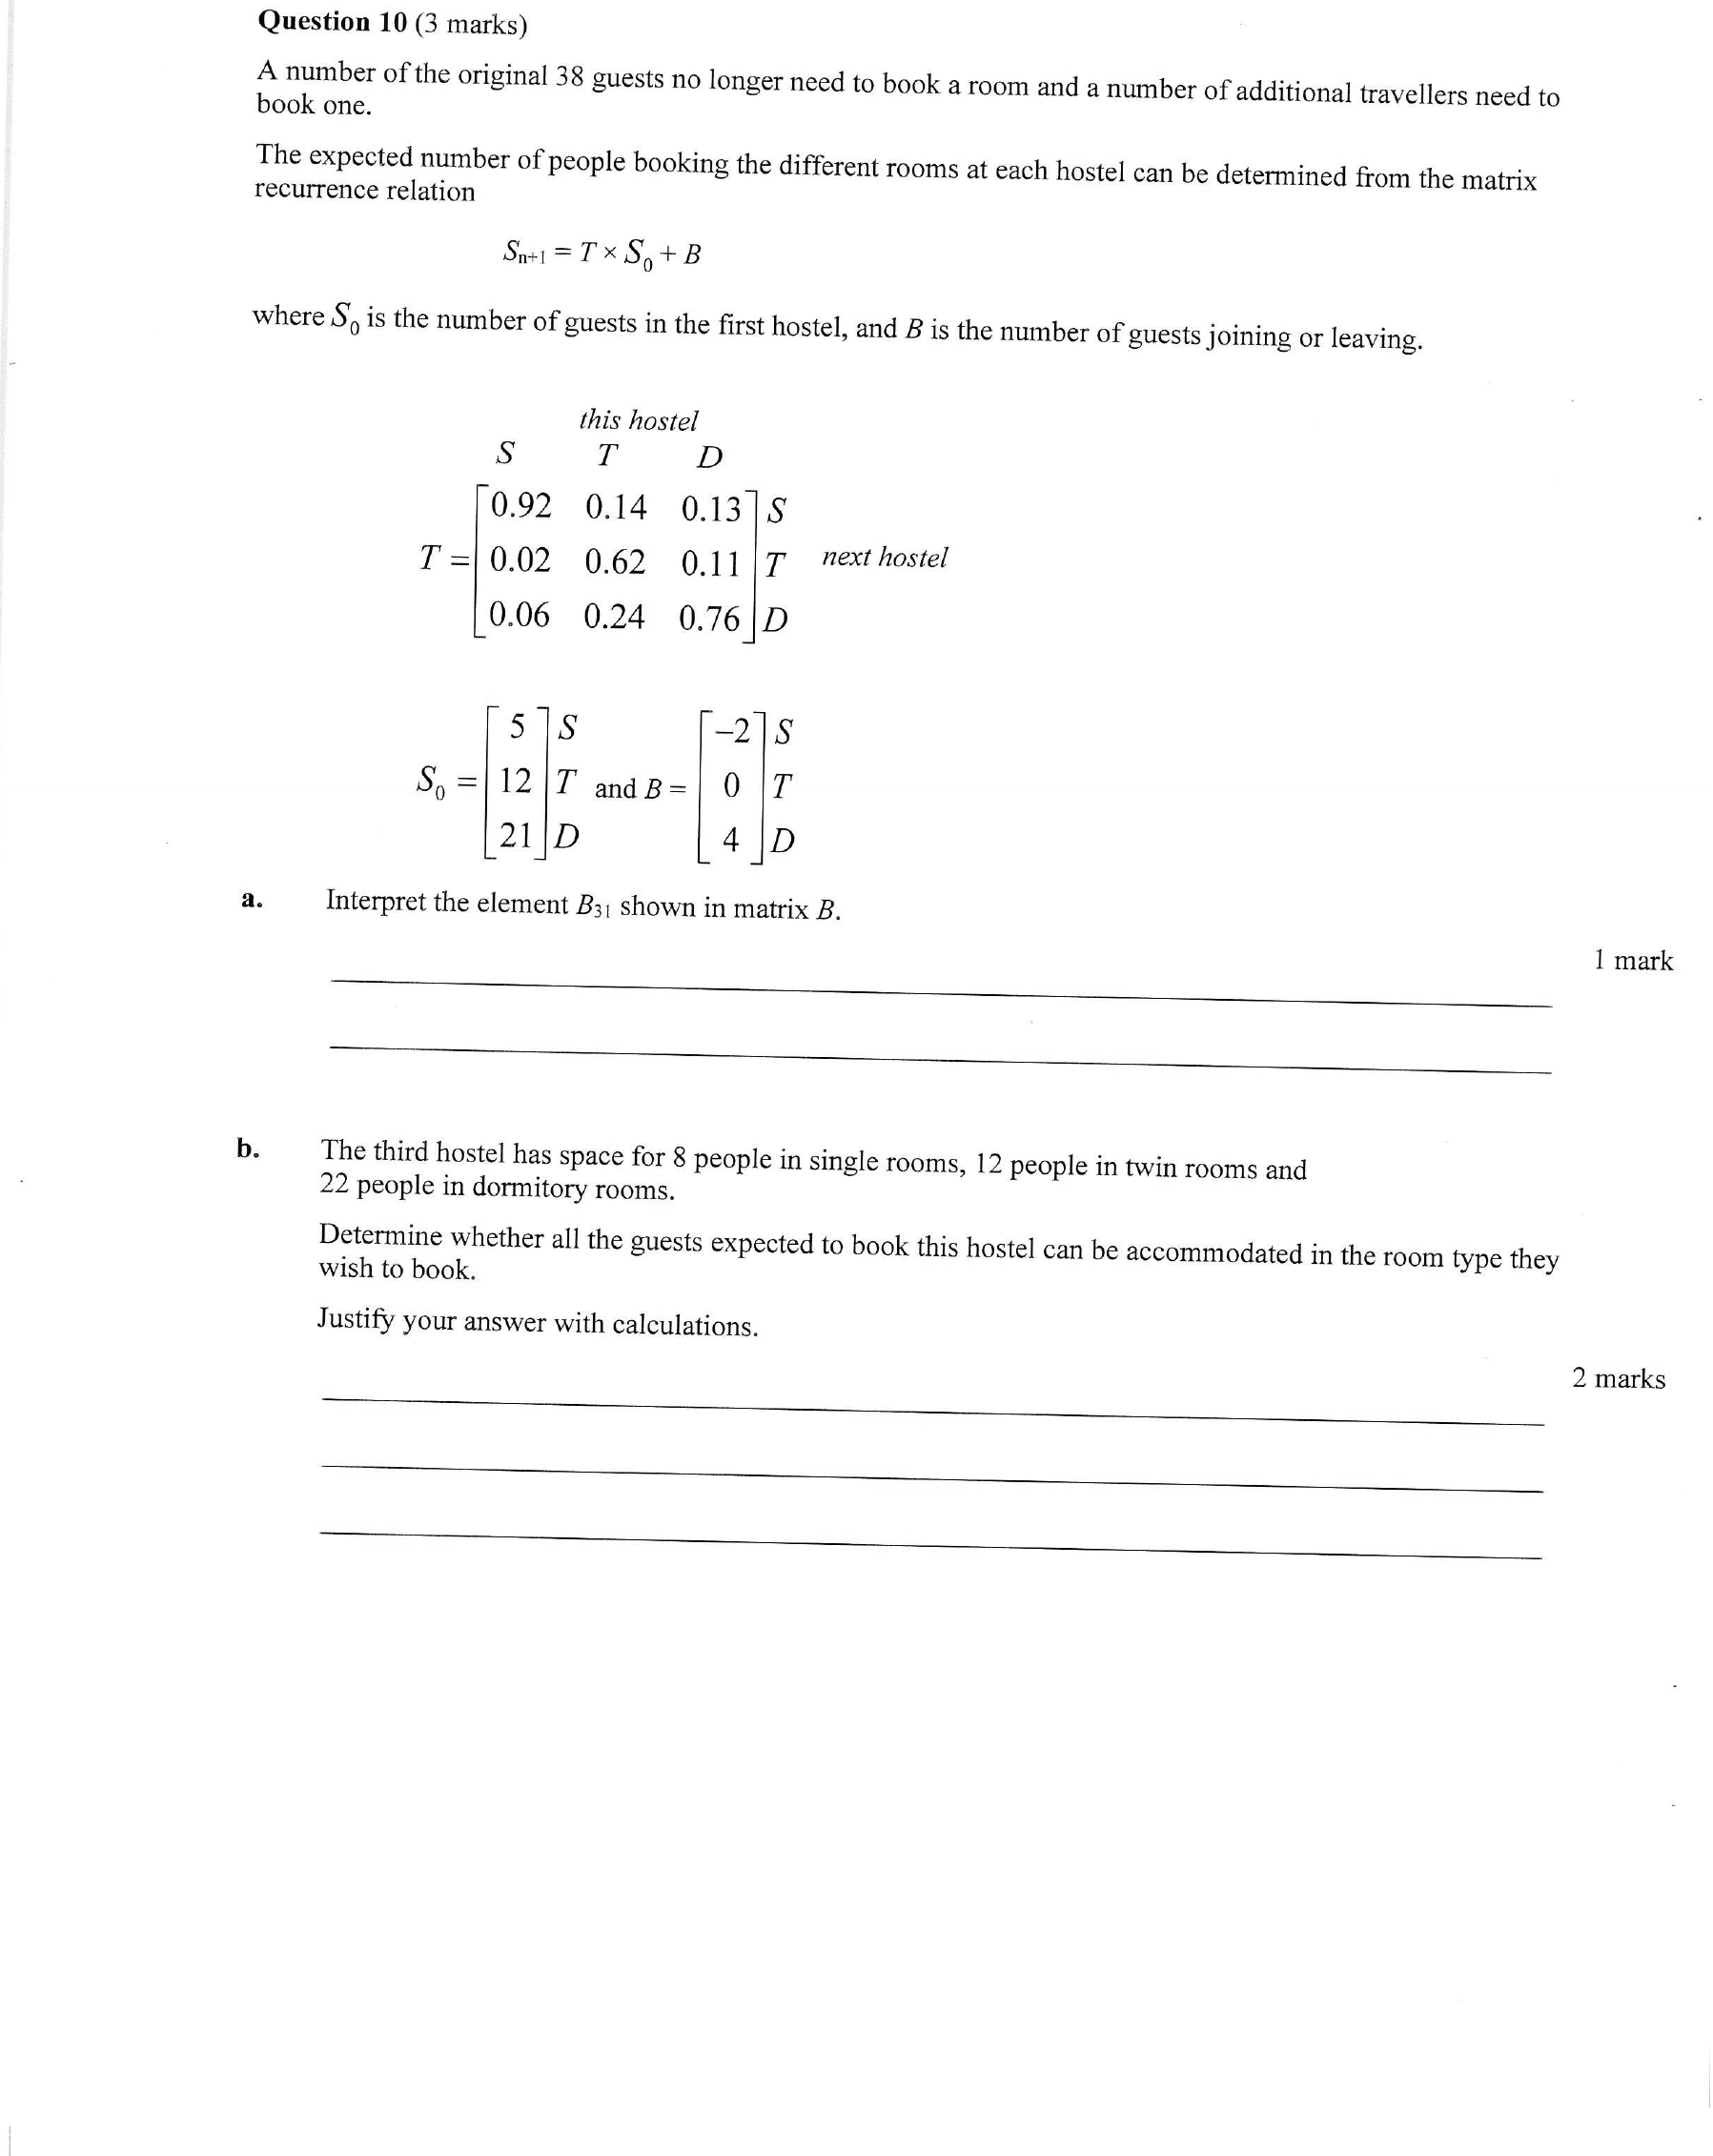 Question 10 (3 marks)
A number of the original 38 guests no longer need to book a room and a number of additional travellers need to
book one.
The expected number of people booking the different rooms at each hostel can be determined from the matrix
recurrence relation
Sn+1 = T × S0 + B
where S0 is the number of guests in the first hostel, and B is the number of guests joining or leaving.
this hostel
S T D
0.92 0.14 0.13 S
T = 0.02 0.62 0.11 T next hostel
0.06 0.24 0.76 D
5 S –2 S
S0 = 12 T and B = 0 T
21 D 4 D
a. Interpret the element B31 shown in matrix B.
1 mark
b. The third hostel has space for 8 people in single rooms, 12 people in twin rooms and
22 people in dormitory rooms.
Determine whether all the guests expected to book this hostel can be accommodated in the room type they
wish to book.
Justify your answer with calculations.
2 marks